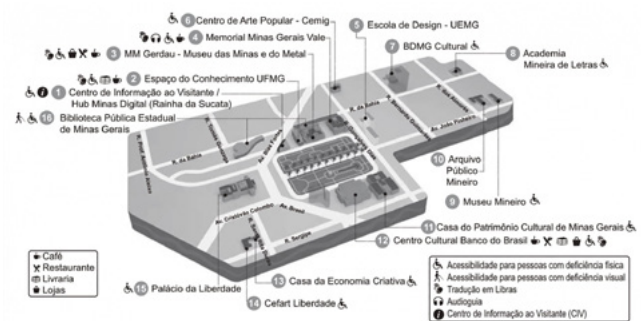 6 Centro de Arte Popular - Cemig
4 Memorial Minas Gerais Vale
3 MM Gerdau - Museu das Minas e do Metal
2 Espaço do Conhecimento UFMG
1 Centro de Informação ao Visitante /
Hub Minas Digital (Rainha da Sucata)
16 Biblioteca Pública Estadual
de Minas Gerais
5 Escola de Design - UEMG
7 BDMG Cultural
8 Academia
Mineira de Letras
R. da Bahia
Av. Bernardo Guimarães
Av. João Pinheiro
R. da Bahia
Av. Brasil
Av. Cristóvão Colombo
R. Sergipe
10 Arquivo
Público
Mineiro
9 Museu Mineiro
11 Casa do Patrimônio Cultural de Minas Gerais
12 Centro Cultural Banco do Brasil
13 Casa da Economia Criativa
14 Cefart Liberdade
15 Palácio da Liberdade
Café
Restaurante
Livraria
Lojas
Acessibilidade para pessoas com deficiência física
Acessibilidade para pessoas com deficiência visual
Tradução em Libras
Audioguia
Centro de Informação ao Visitante (CIV)